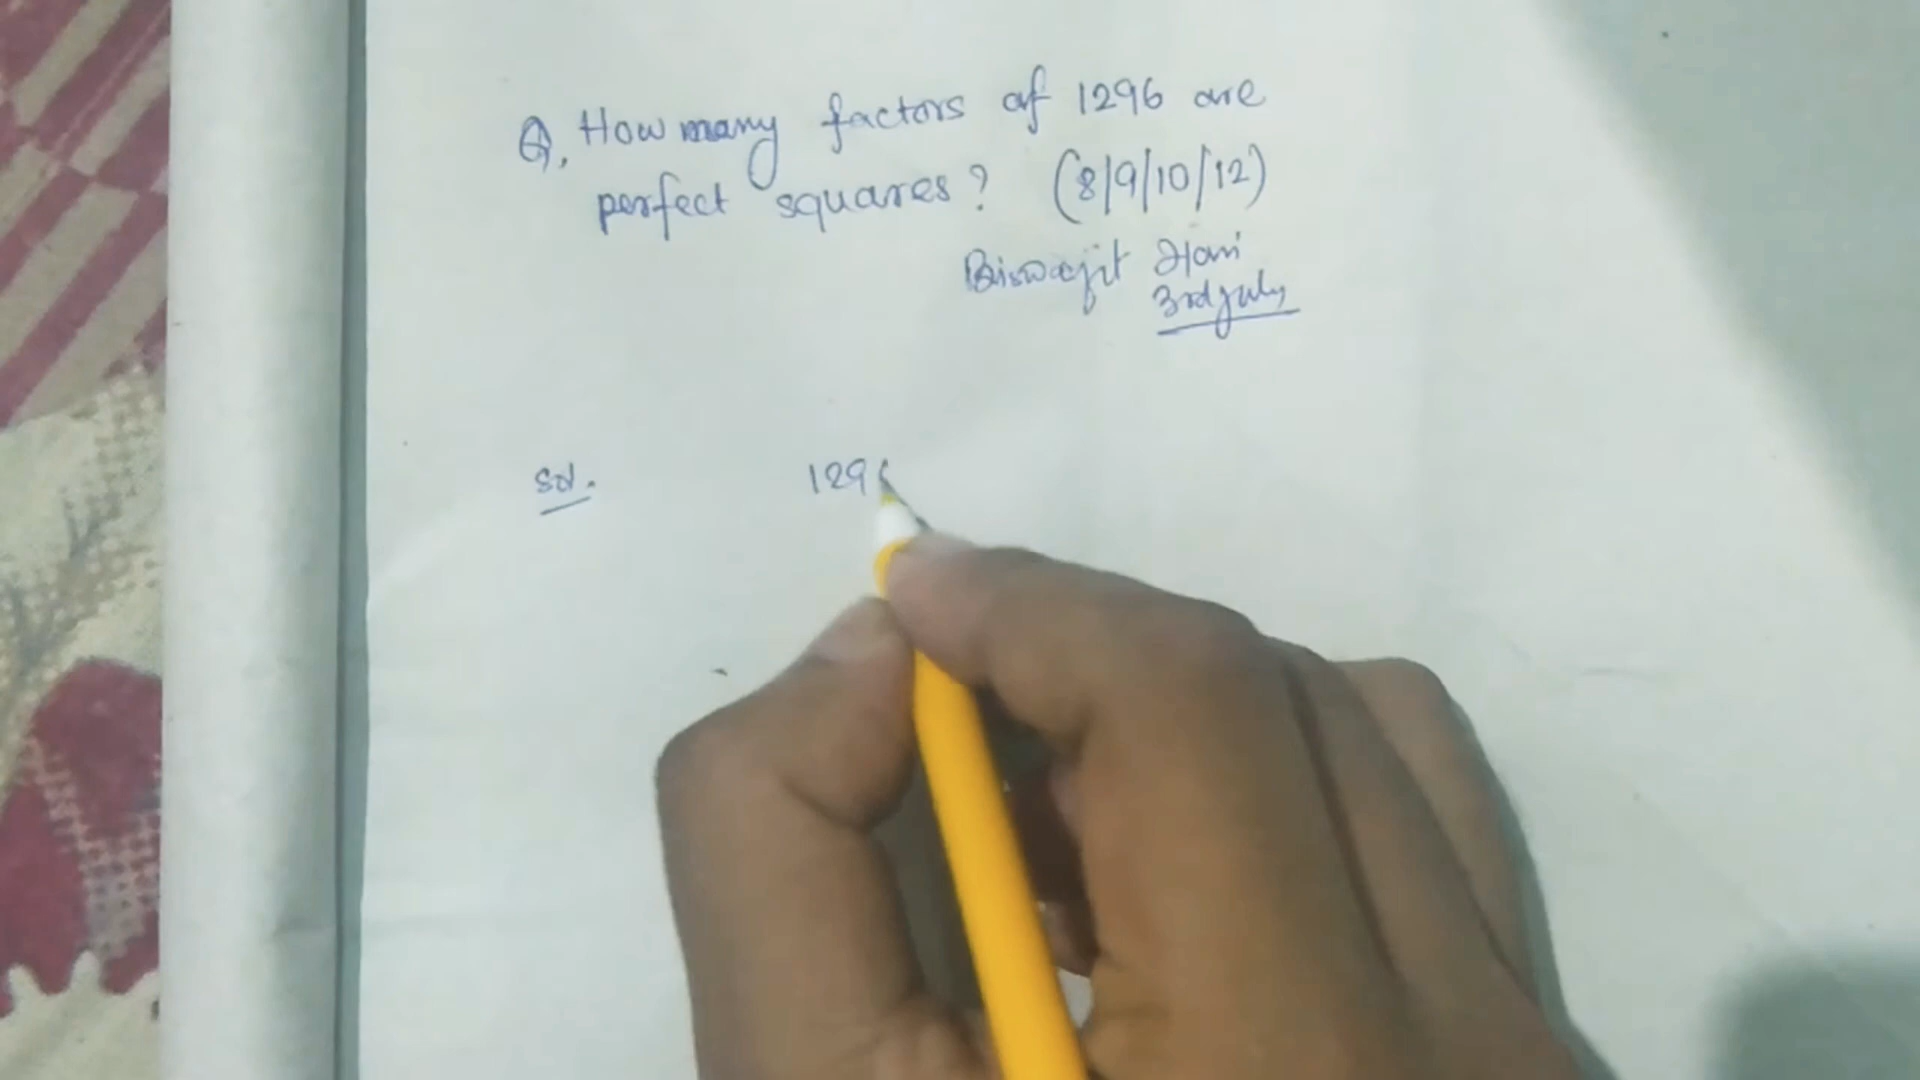 Q. How many factors of 1296 are
perfect squares? (8/9/10/12)
Biswajit
3rd july
Sol. 129